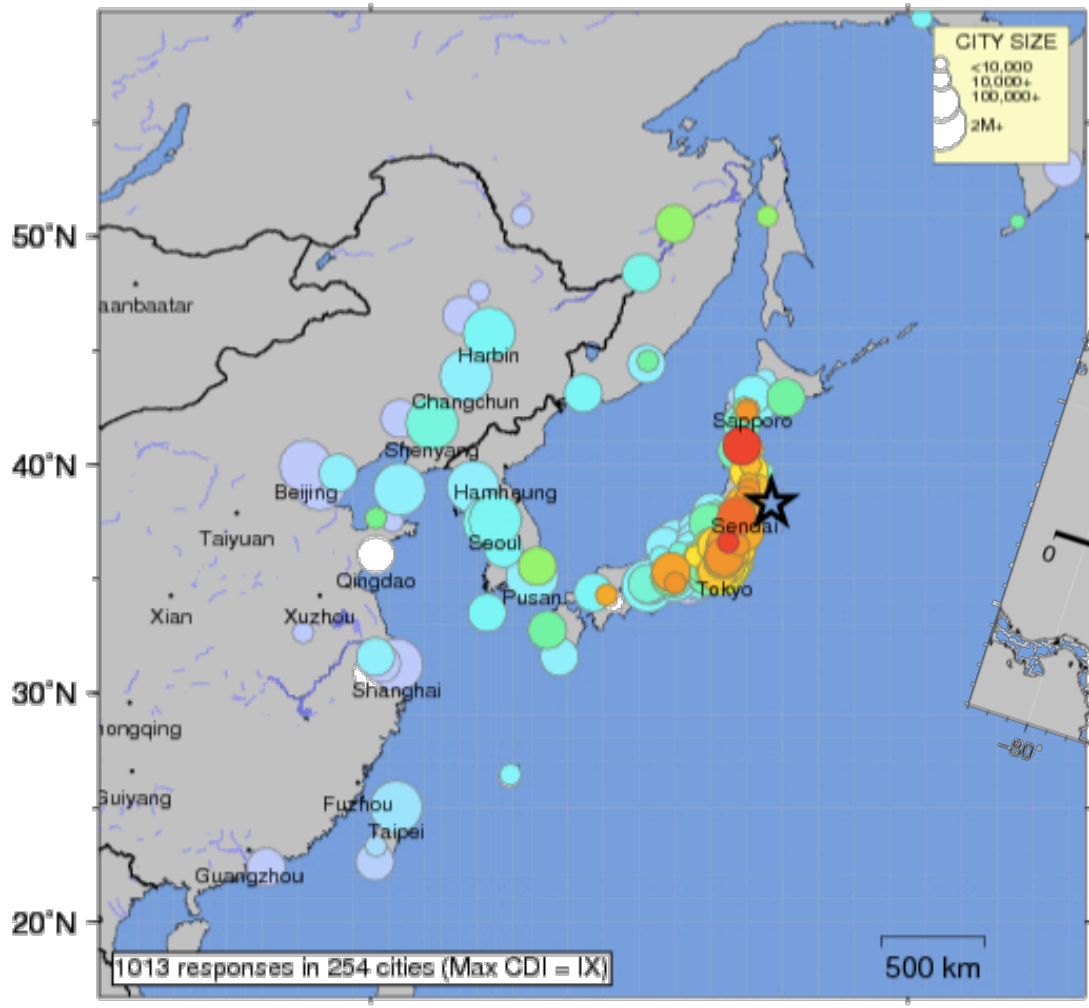 CITY SIZE
<10,000
10,000+
100,000+
2M+
50°N
aanbaatar
Harbin
Changchun
Sapporo
Shenyang
40°N
Beijing
Hamheung
Sendai
Taiyuan
Seoul
0
Qingdao
Tokyo
Pusan
Xian
Xuzhou
30°N
Shanghai
hongqing
-80°
Guiyang
Fuzhou
Taipei
Guangzhou
20°N
1013 responses in 254 cities (Max CDI = IX)
500 km